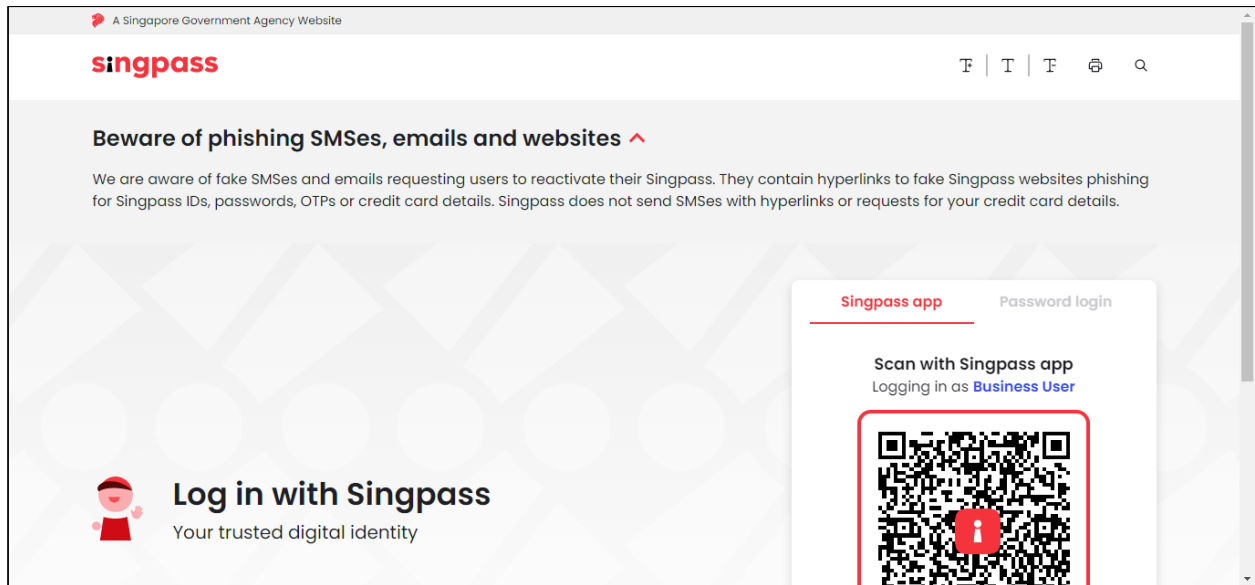 A Singapore Government Agency Website
singpass
Beware of phishing SMSes, emails and websites
We are aware of fake SMSes and emails requesting users to reactivate their Singpass. They contain hyperlinks to fake Singpass websites phishing
for Singpass IDs, passwords, OTPs or credit card details. Singpass does not send SMSes with hyperlinks or requests for your credit card details.
Singpass app Password login
Scan with Singpass app
Logging in as Business User
Log in with Singpass
Your trusted digital identity